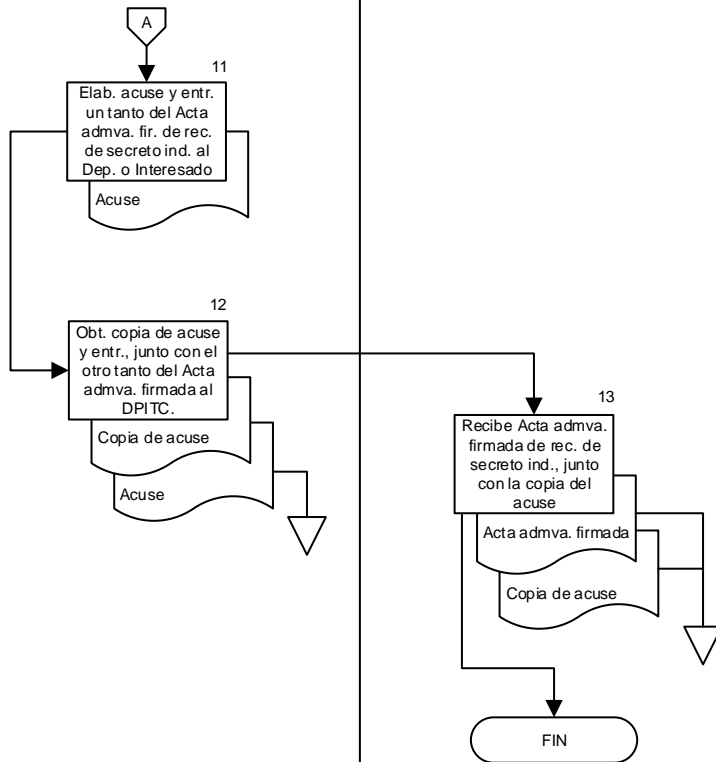 A
11
Elab. acuse y entr.
un tanto del Acta
admva. fir. de rec.
de secreto ind. al
Dep. o Interesado
Acuse
12
Obt. copia de acuse
y entr., junto con el
otro tanto del Acta
admva. firmada al
DPITC.
Copia de acuse
Acuse
13
Recibe Acta admva.
firmada de rec. de
secreto ind., junto
con la copia del
acuse
Acta admva. firmada
Copia de acuse
FIN